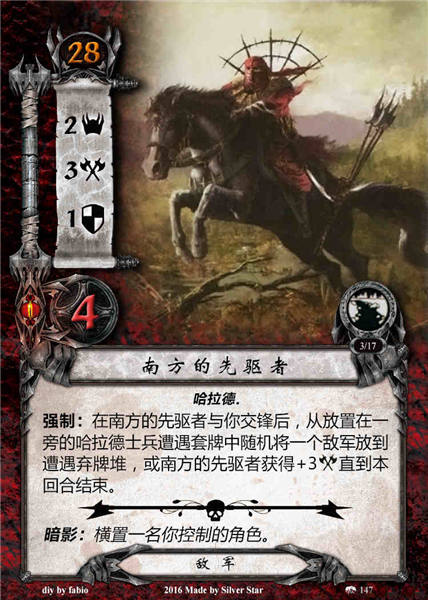 28
2
3
1
4
3/17
南方的先驱者
哈拉德.
强制：在南方的先驱者与你交锋后，从放置在一
旁的哈拉德士兵遭遇套牌中随机将一个敌军放到
遭遇弃牌堆，或南方的先驱者获得+3直到本
回合结束。
暗影：横置一名你控制的角色。
敌军
diy by fabio
2016 Made by Silver Star
147